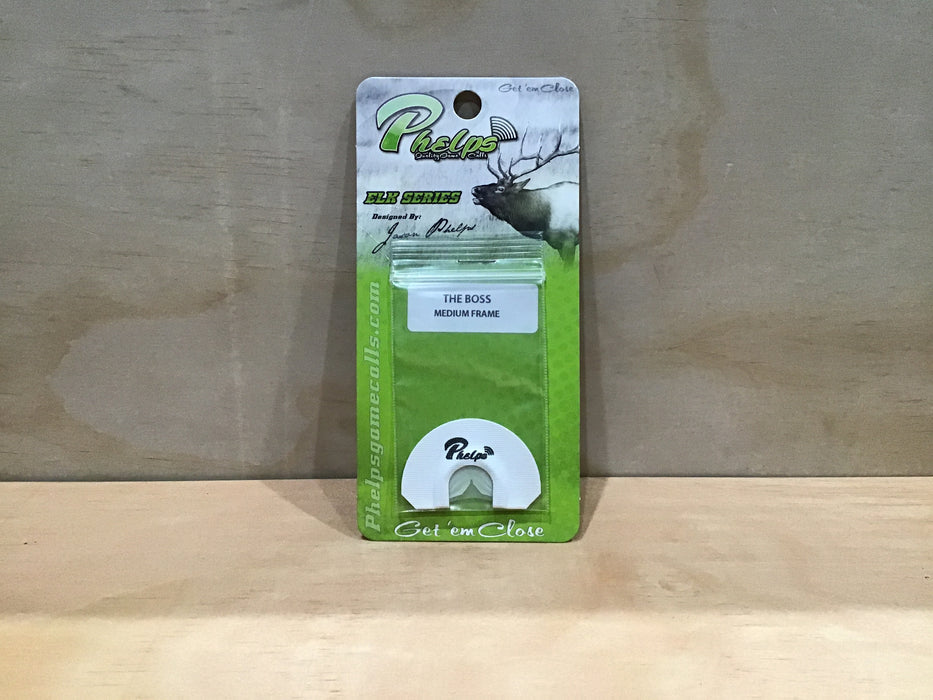 Get 'em Close
Phelps
Quality Game Calls
ELK SERIES
Designed By:
Jason Phelps
THE BOSS
MEDIUM FRAME
Phelpsgamecalls.com
Phelps
Get 'em Close